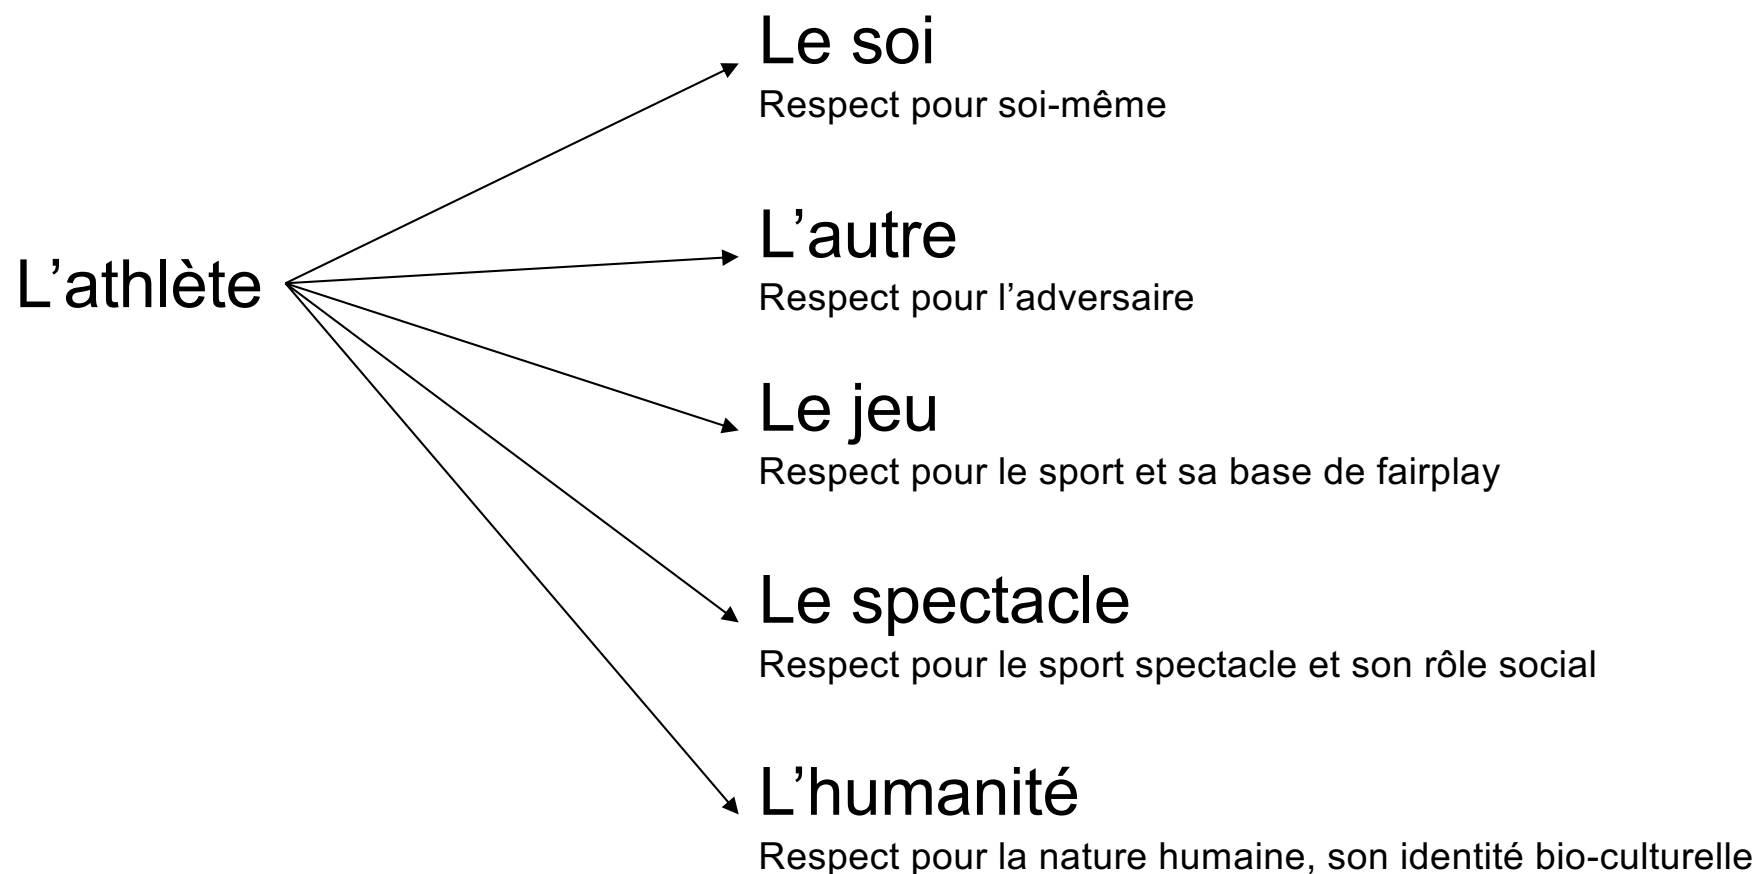 Le soi
Respect pour soi-même
L’autre
L’athlète
Respect pour l’adversaire
Le jeu
Respect pour le sport et sa base de fairplay
Le spectacle
Respect pour le sport spectacle et son rôle social
L’humanité
Respect pour la nature humaine, son identité bio-culturelle